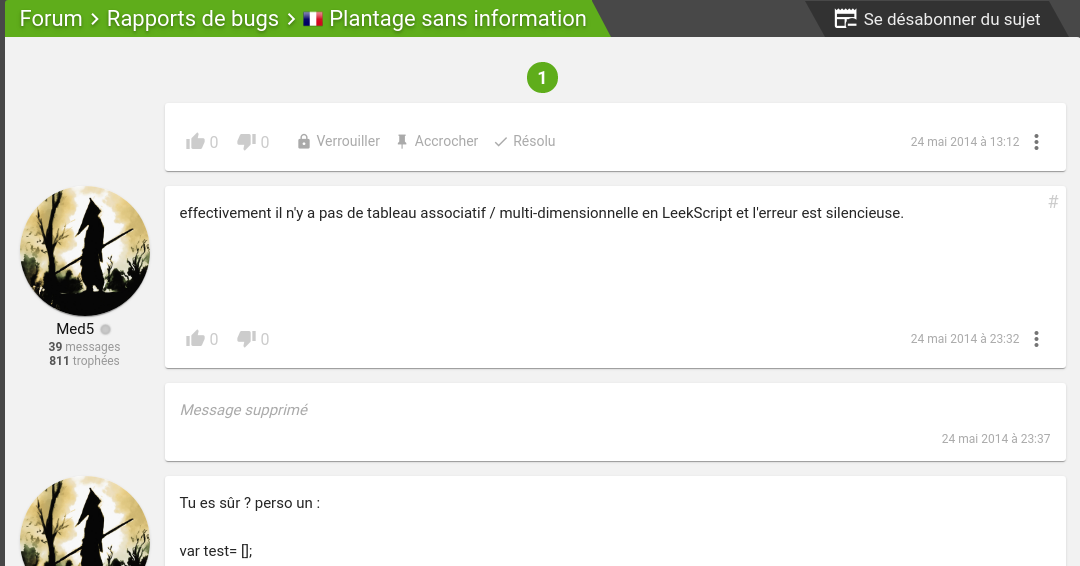 Forum > Rapports de bugs > Plantage sans information
Se désabonner du sujet
1
0 0 Verrouiller Accrocher Résolu 24 mai 2014 à 13:12
#
effectivement il n'y a pas de tableau associatif / multi-dimensionnelle en LeekScript et l'erreur est silencieuse.
Med5
39 messages
811 trophées
0 0 24 mai 2014 à 23:32
Message supprimé
24 mai 2014 à 23:37
Tu es sûr ? perso un :
var test= [];